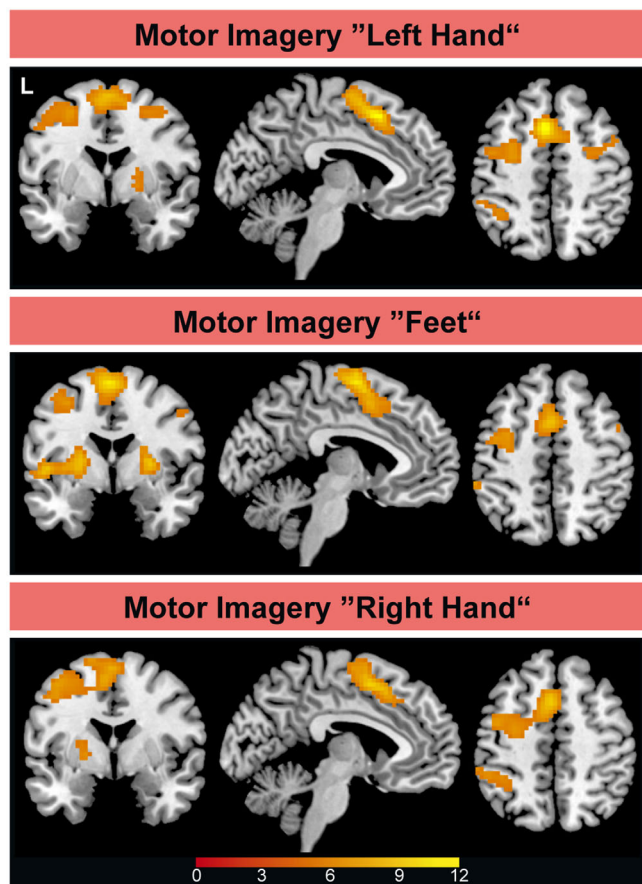 Motor Imagery ”Left Hand“
L
Motor Imagery ”Feet“
Motor Imagery ”Right Hand“
0 3 6 9 12